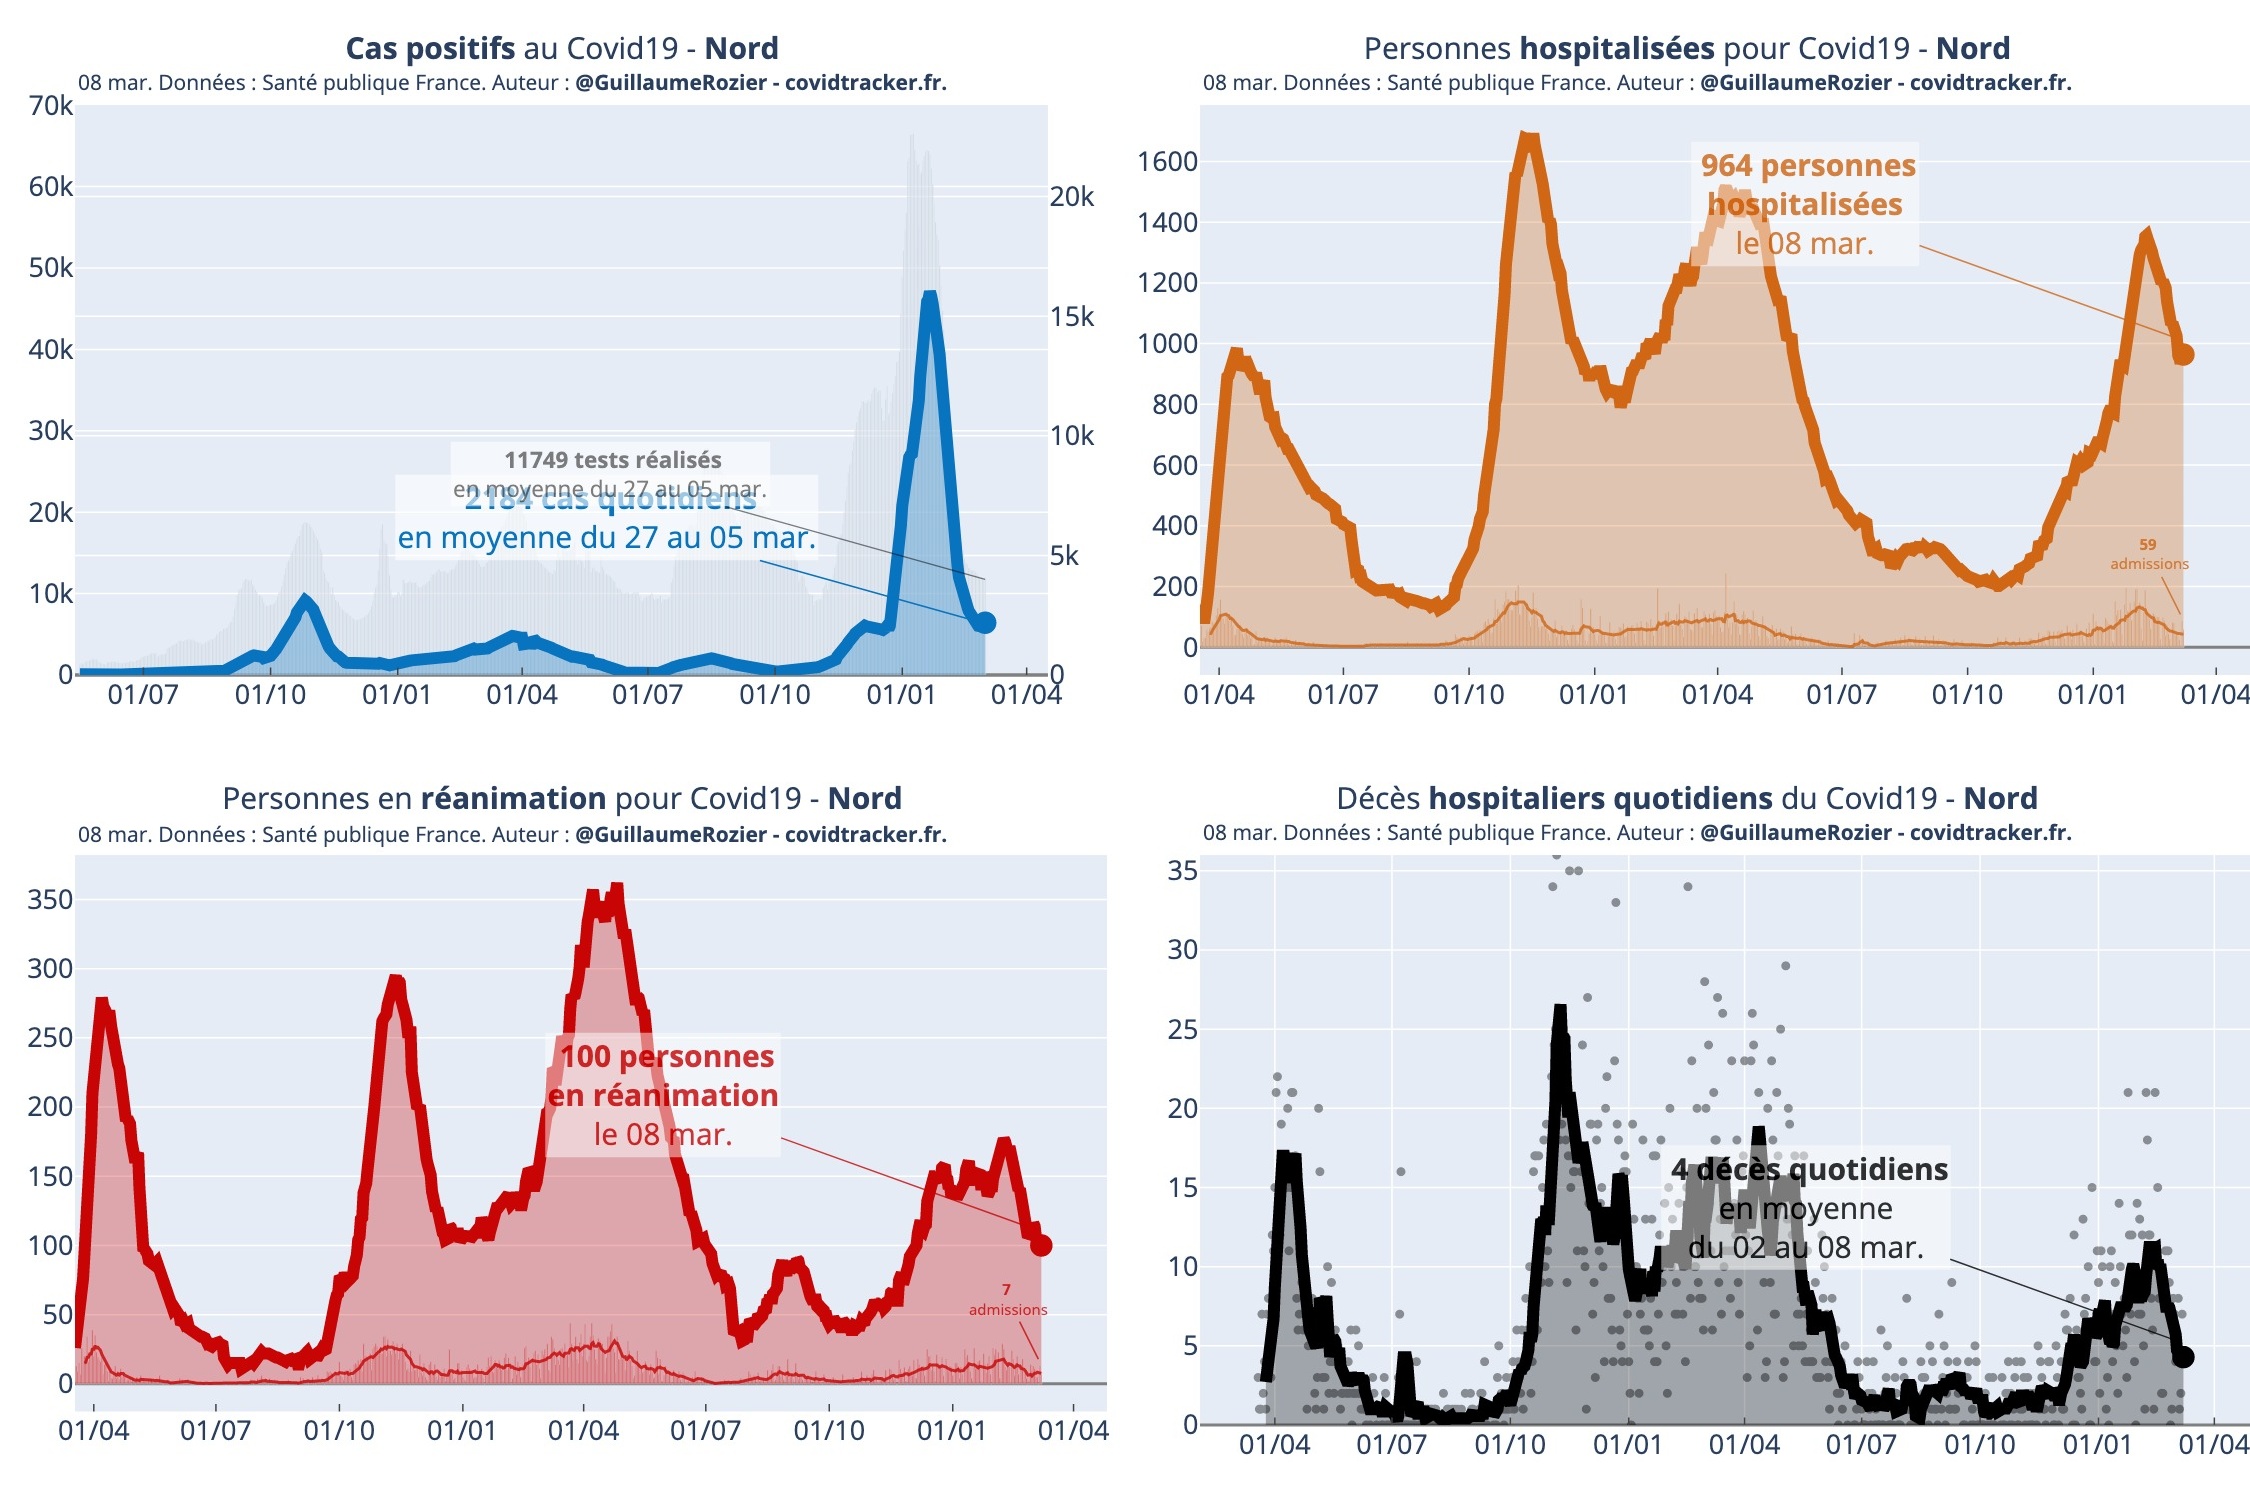 Cas positifs au Covid19 - Nord
08 mar. Données : Santé publique France. Auteur : @GuillaumeRozier - covidtracker.fr.
70k
60k
50k
40k
30k
20k
10k
0
20k
15k
10k
5k
0
11749 tests réalisés
en moyenne du 27 au 05 mar.
2184 cas quotidiens
en moyenne du 27 au 05 mar.
01/07 01/10 01/01 01/04 01/07 01/10 01/01 01/04
Personnes hospitalisées pour Covid19 - Nord
08 mar. Données : Santé publique France. Auteur : @GuillaumeRozier - covidtracker.fr.
1600
1400
1200
1000
800
600
400
200
0
964 personnes
hospitalisées
le 08 mar.
59
admissions
01/04 01/07 01/10 01/01 01/04 01/07 01/10 01/01 01/04
Personnes en réanimation pour Covid19 - Nord
08 mar. Données : Santé publique France. Auteur : @GuillaumeRozier - covidtracker.fr.
350
300
250
200
150
100
50
0
100 personnes
en réanimation
le 08 mar.
7
admissions
01/04 01/07 01/10 01/01 01/04 01/07 01/10 01/01 01/04
Décès hospitaliers quotidiens du Covid19 - Nord
08 mar. Données : Santé publique France. Auteur : @GuillaumeRozier - covidtracker.fr.
35
30
25
20
15
10
5
0
4 décès quotidiens
en moyenne
du 02 au 08 mar.
01/04 01/07 01/10 01/01 01/04 01/07 01/10 01/01 01/04